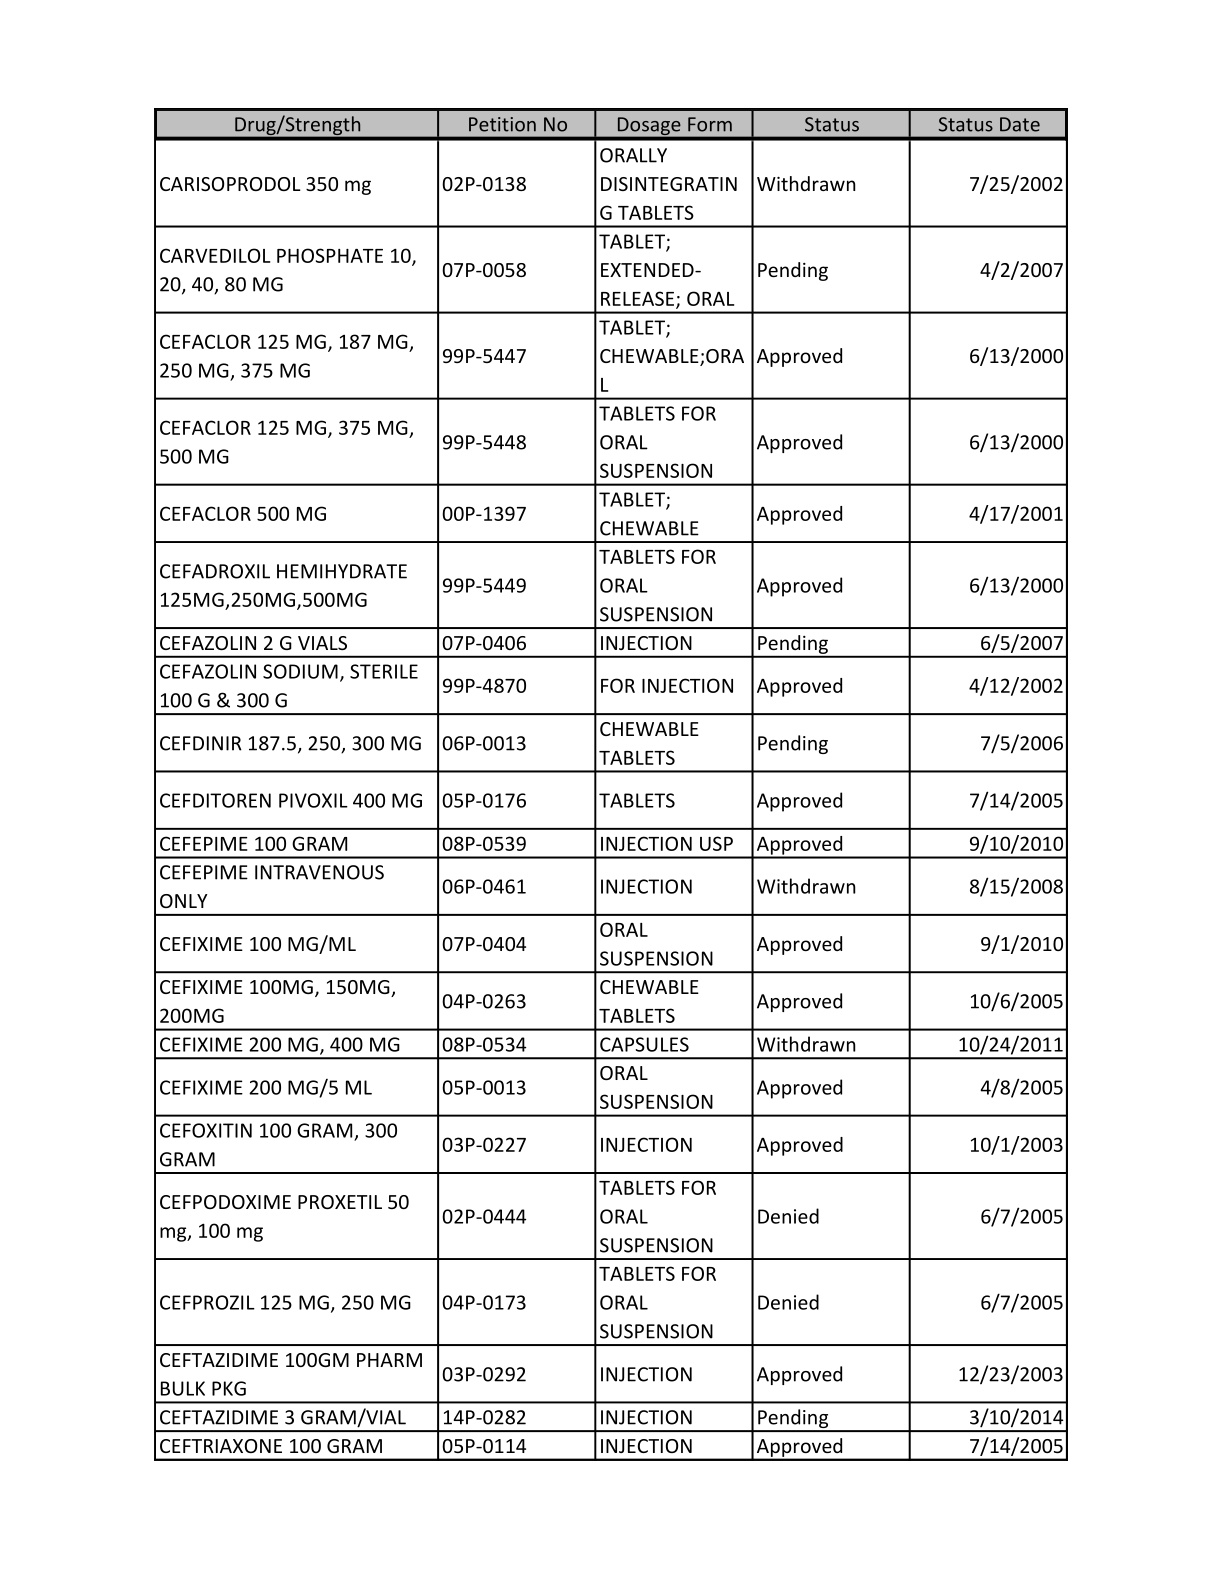 Drug/Strength Petition No Dosage Form Status Status Date
CARISOPRODOL 350 mg 02P-0138 ORALLY
DISINTEGRATIN
G TABLETS Withdrawn 7/25/2002
CARVEDILOL PHOSPHATE 10,
20, 40, 80 MG 07P-0058 TABLET;
EXTENDED-
RELEASE; ORAL Pending 4/2/2007
CEFACLOR 125 MG, 187 MG,
250 MG, 375 MG 99P-5447 TABLET;
CHEWABLE;ORA
L Approved 6/13/2000
CEFACLOR 125 MG, 375 MG,
500 MG 99P-5448 TABLETS FOR
ORAL
SUSPENSION Approved 6/13/2000
CEFACLOR 500 MG 00P-1397 TABLET;
CHEWABLE Approved 4/17/2001
CEFADROXIL HEMIHYDRATE
125MG,250MG,500MG 99P-5449 TABLETS FOR
ORAL
SUSPENSION Approved 6/13/2000
CEFAZOLIN 2 G VIALS 07P-0406 INJECTION Pending 6/5/2007
CEFAZOLIN SODIUM, STERILE
100 G & 300 G 99P-4870 FOR INJECTION Approved 4/12/2002
CEFDINIR 187.5, 250, 300 MG 06P-0013 CHEWABLE
TABLETS Pending 7/5/2006
CEFDITOREN PIVOXIL 400 MG 05P-0176 TABLETS Approved 7/14/2005
CEFEPIME 100 GRAM 08P-0539 INJECTION USP Approved 9/10/2010
CEFEPIME INTRAVENOUS
ONLY 06P-0461 INJECTION Withdrawn 8/15/2008
CEFIXIME 100 MG/ML 07P-0404 ORAL
SUSPENSION Approved 9/1/2010
CEFIXIME 100MG, 150MG,
200MG 04P-0263 CHEWABLE
TABLETS Approved 10/6/2005
CEFIXIME 200 MG, 400 MG 08P-0534 CAPSULES Withdrawn 10/24/2011
CEFIXIME 200 MG/5 ML 05P-0013 ORAL
SUSPENSION Approved 4/8/2005
CEFOXITIN 100 GRAM, 300
GRAM 03P-0227 INJECTION Approved 10/1/2003
CEFPODOXIME PROXETIL 50
mg, 100 mg 02P-0444 TABLETS FOR
ORAL
SUSPENSION Denied 6/7/2005
CEFPROZIL 125 MG, 250 MG 04P-0173 TABLETS FOR
ORAL
SUSPENSION Denied 6/7/2005
CEFTAZIDIME 100GM PHARM
BULK PKG 03P-0292 INJECTION Approved 12/23/2003
CEFTAZIDIME 3 GRAM/VIAL 14P-0282 INJECTION Pending 3/10/2014
CEFTRIAXONE 100 GRAM 05P-0114 INJECTION Approved 7/14/2005